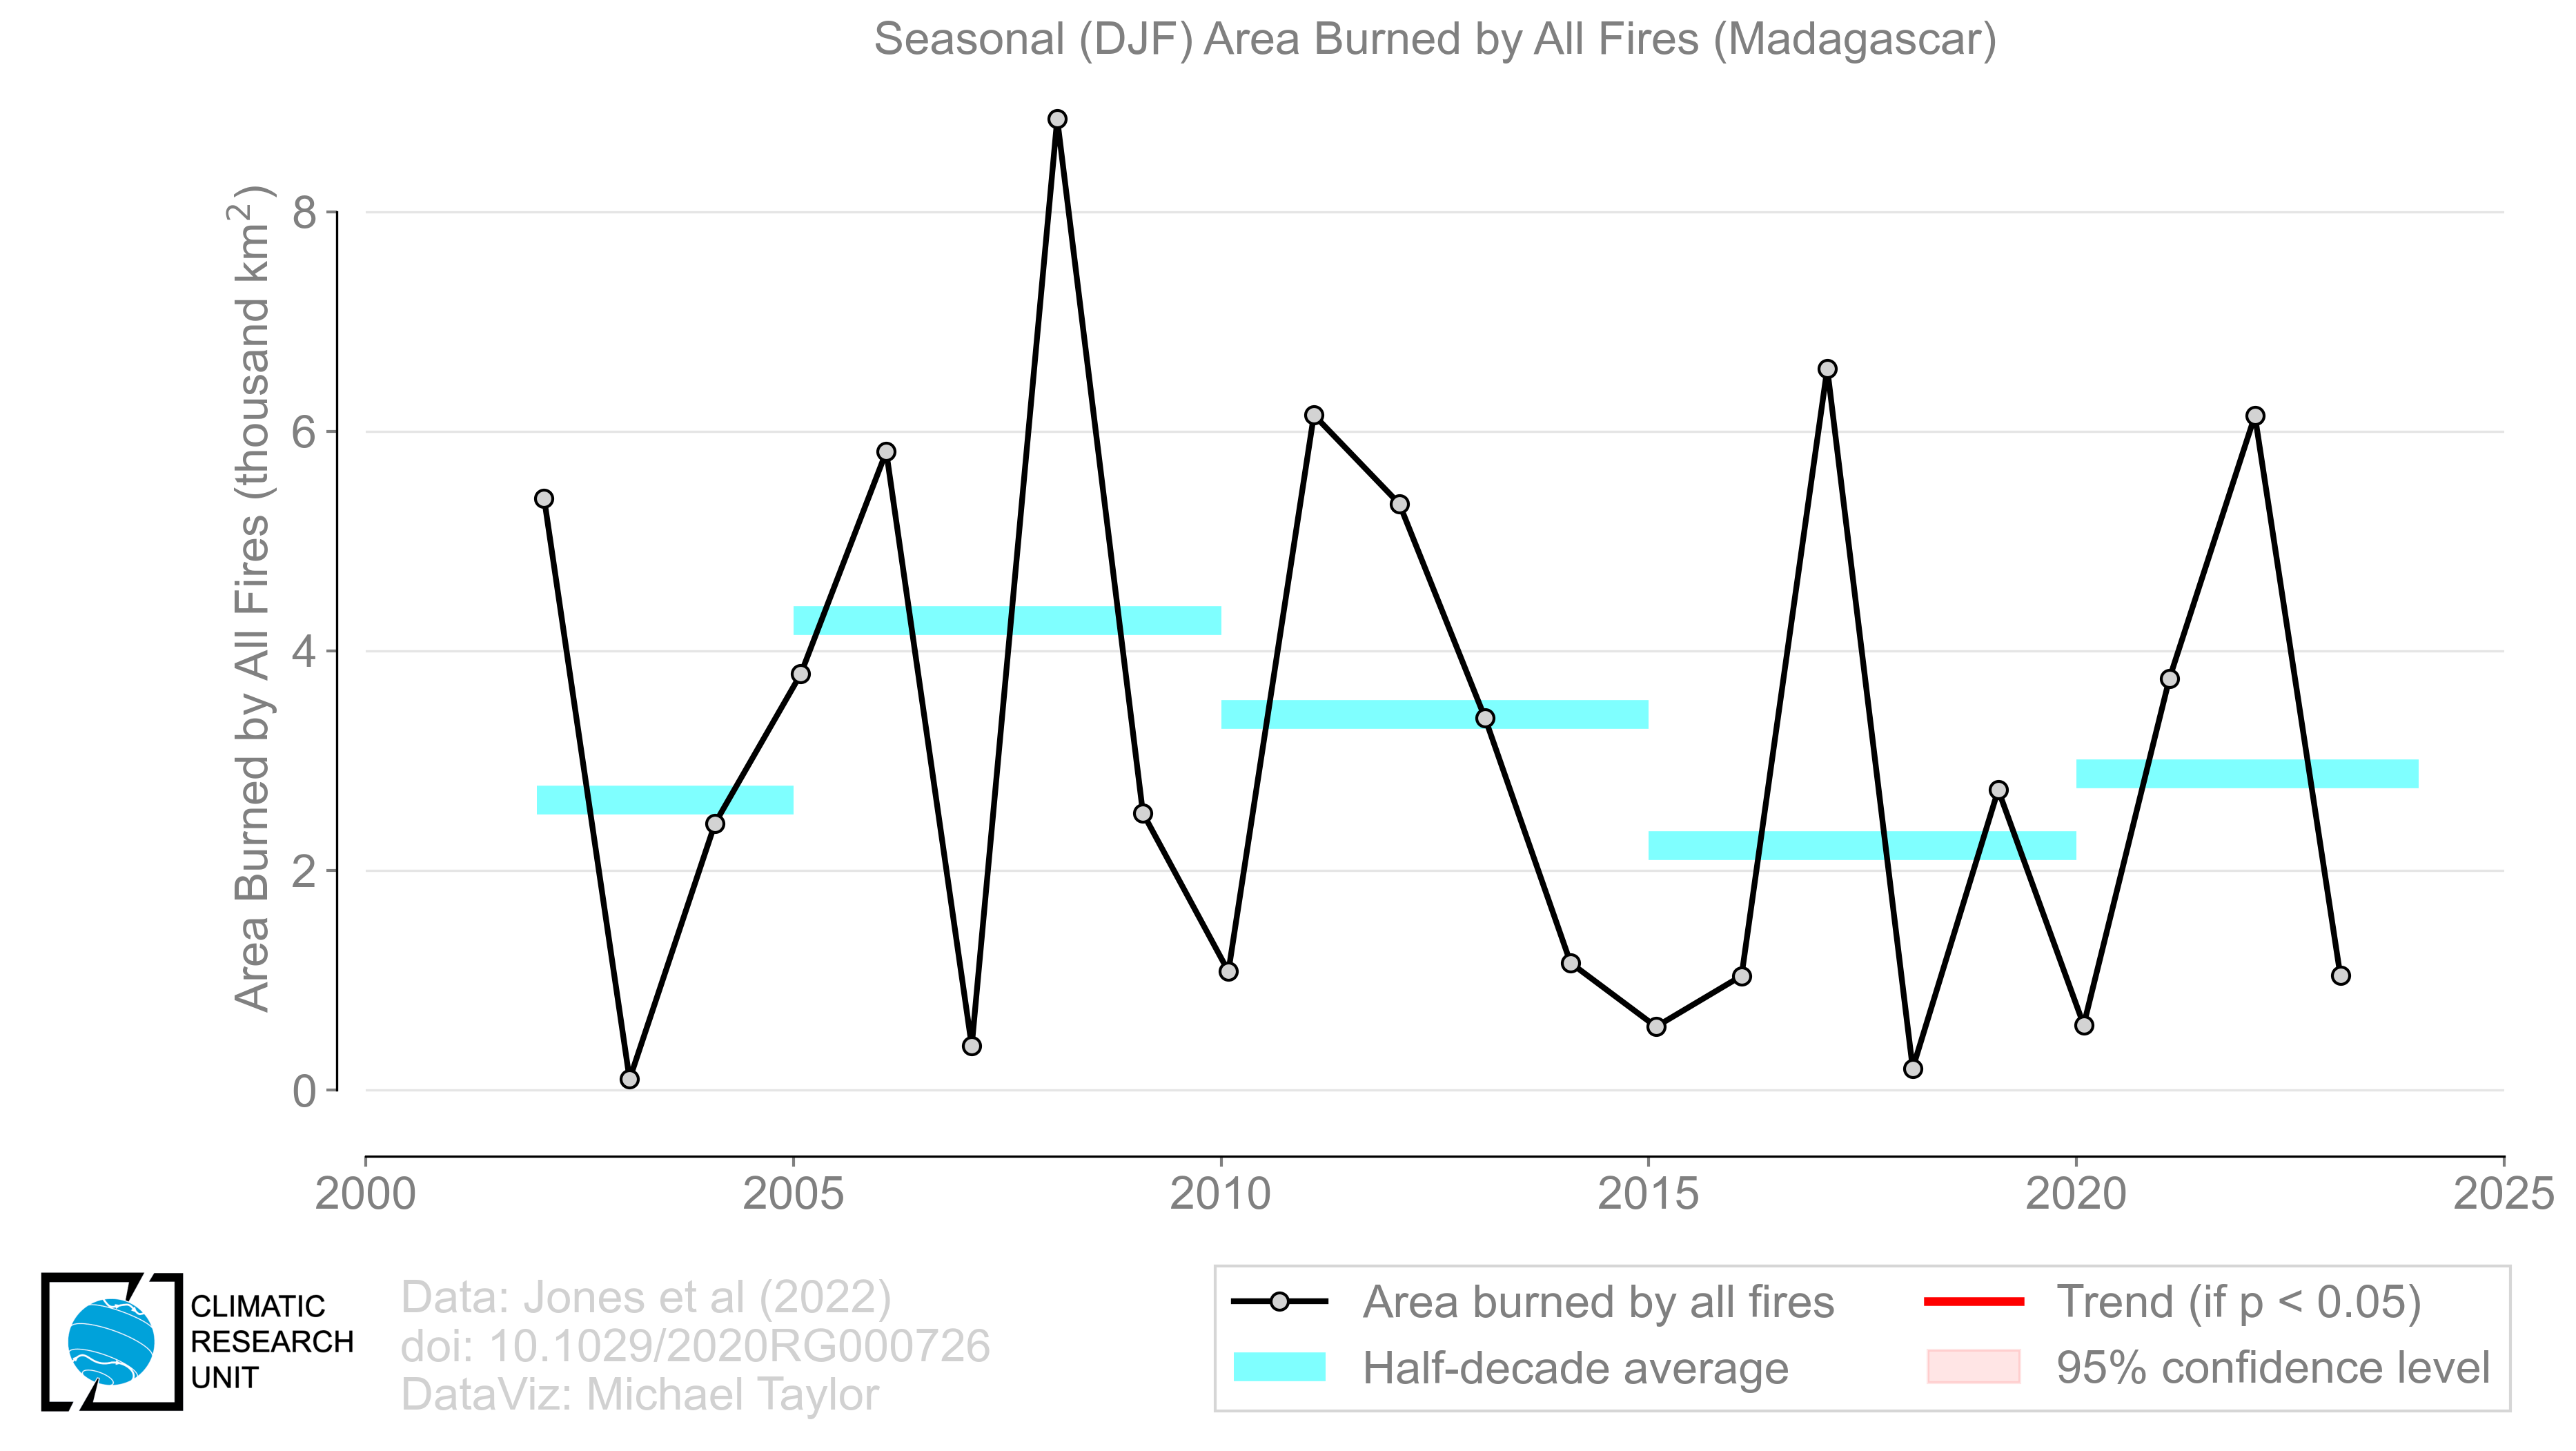 Seasonal (DJF) Area Burned by All Fires (Madagascar)
Area Burned by All Fires (thousand km²)
8
6
4
2
0
2000 2005 2010 2015 2020 2025
CLIMATIC
RESEARCH
UNIT
Data: Jones et al (2022)
doi: 10.1029/2020RG000726
DataViz: Michael Taylor
Area burned by all fires
Half-decade average
Trend (if p < 0.05)
95% confidence level